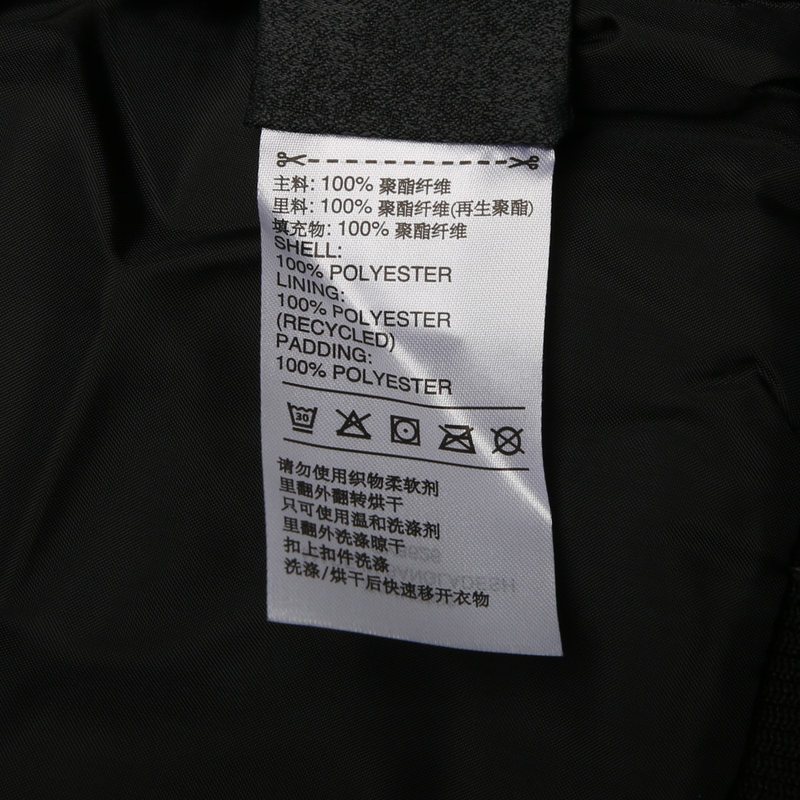 主料: 100% 聚酯纤维
里料: 100% 聚酯纤维(再生聚酯)
填充物: 100% 聚酯纤维
SHELL:
100% POLYESTER
LINING:
100% POLYESTER
(RECYCLED)
PADDING:
100% POLYESTER
30
请勿使用织物柔软剂
里翻外翻转烘干
只可使用温和洗涤剂
里翻外洗涤晾干
扣上扣件洗涤
洗涤/烘干后快速移开衣物
BANGLADESH